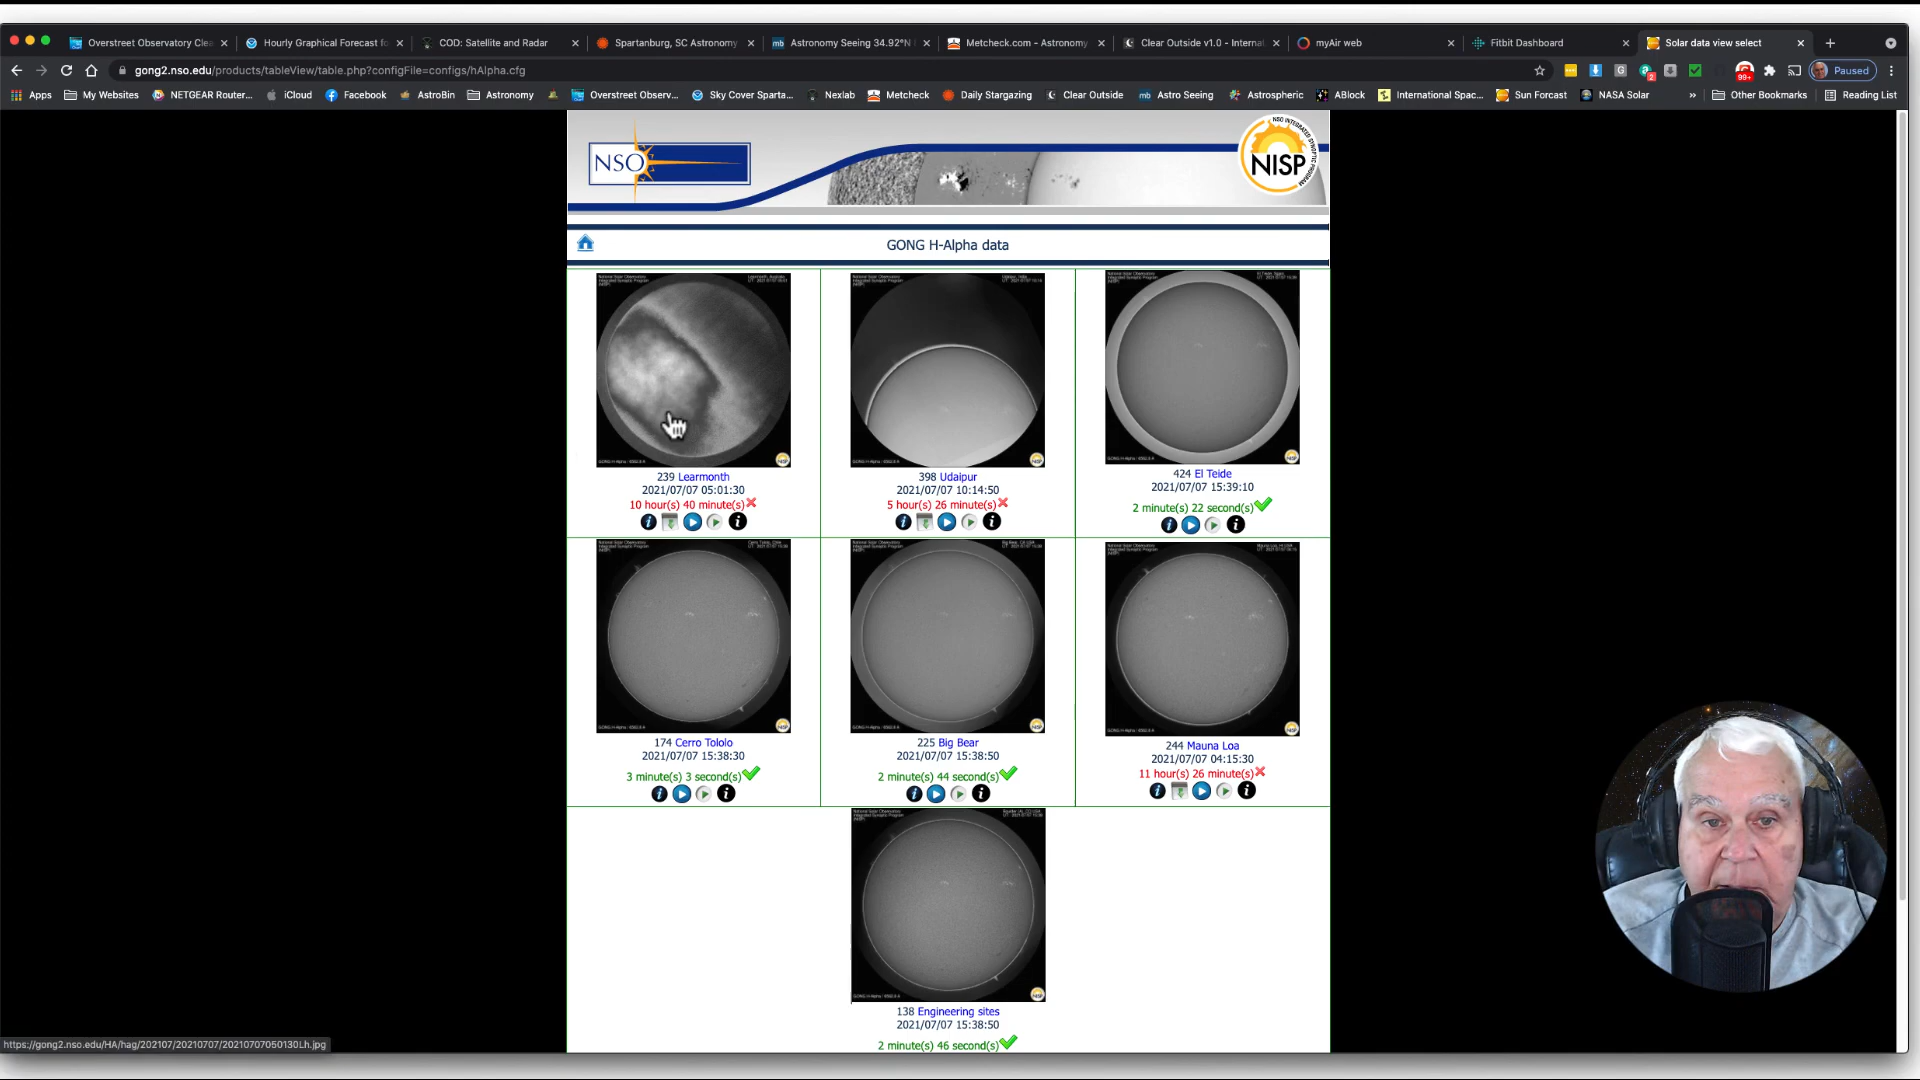 Overstreet Observatory Clea
Hourly Graphical Forecast fo
COD: Satellite and Radar
Spartanburg, SC Astronomy
Astronomy Seeing 34.92°N
Metcheck.com - Astronomy
Clear Outside v1.0 - Internat
myAir web
Fitbit Dashboard
Solar data view select
gong2.nso.edu/products/tableView/table.php?configFile=configs/hAlpha.cfg
99+
Paused
Apps
My Websites
NETGEAR Router...
iCloud
Facebook
AstroBin
Astronomy
Overstreet Observ...
Sky Cover Sparta...
Nexlab
Metcheck
Daily Stargazing
Clear Outside
Astro Seeing
Astrospheric
ABlock
International Spac...
Sun Forcast
NASA Solar
Other Bookmarks
Reading List
NSO
NSO INTEGRATED SYNOPTIC PROGRAM
NISP
GONG H-Alpha data
239 Learmonth
2021/07/07 05:01:30
10 hour(s) 40 minute(s)
398 Udaipur
2021/07/07 10:14:50
5 hour(s) 26 minute(s)
424 El Teide
2021/07/07 15:39:10
2 minute(s) 22 second(s)
174 Cerro Tololo
2021/07/07 15:38:30
3 minute(s) 3 second(s)
225 Big Bear
2021/07/07 15:38:50
2 minute(s) 44 second(s)
244 Mauna Loa
2021/07/07 04:15:30
11 hour(s) 26 minute(s)
138 Engineering sites
2021/07/07 15:38:50
2 minute(s) 46 second(s)
https://gong2.nso.edu/HA/hag/202107/20210707/20210707050130Lh.jpg